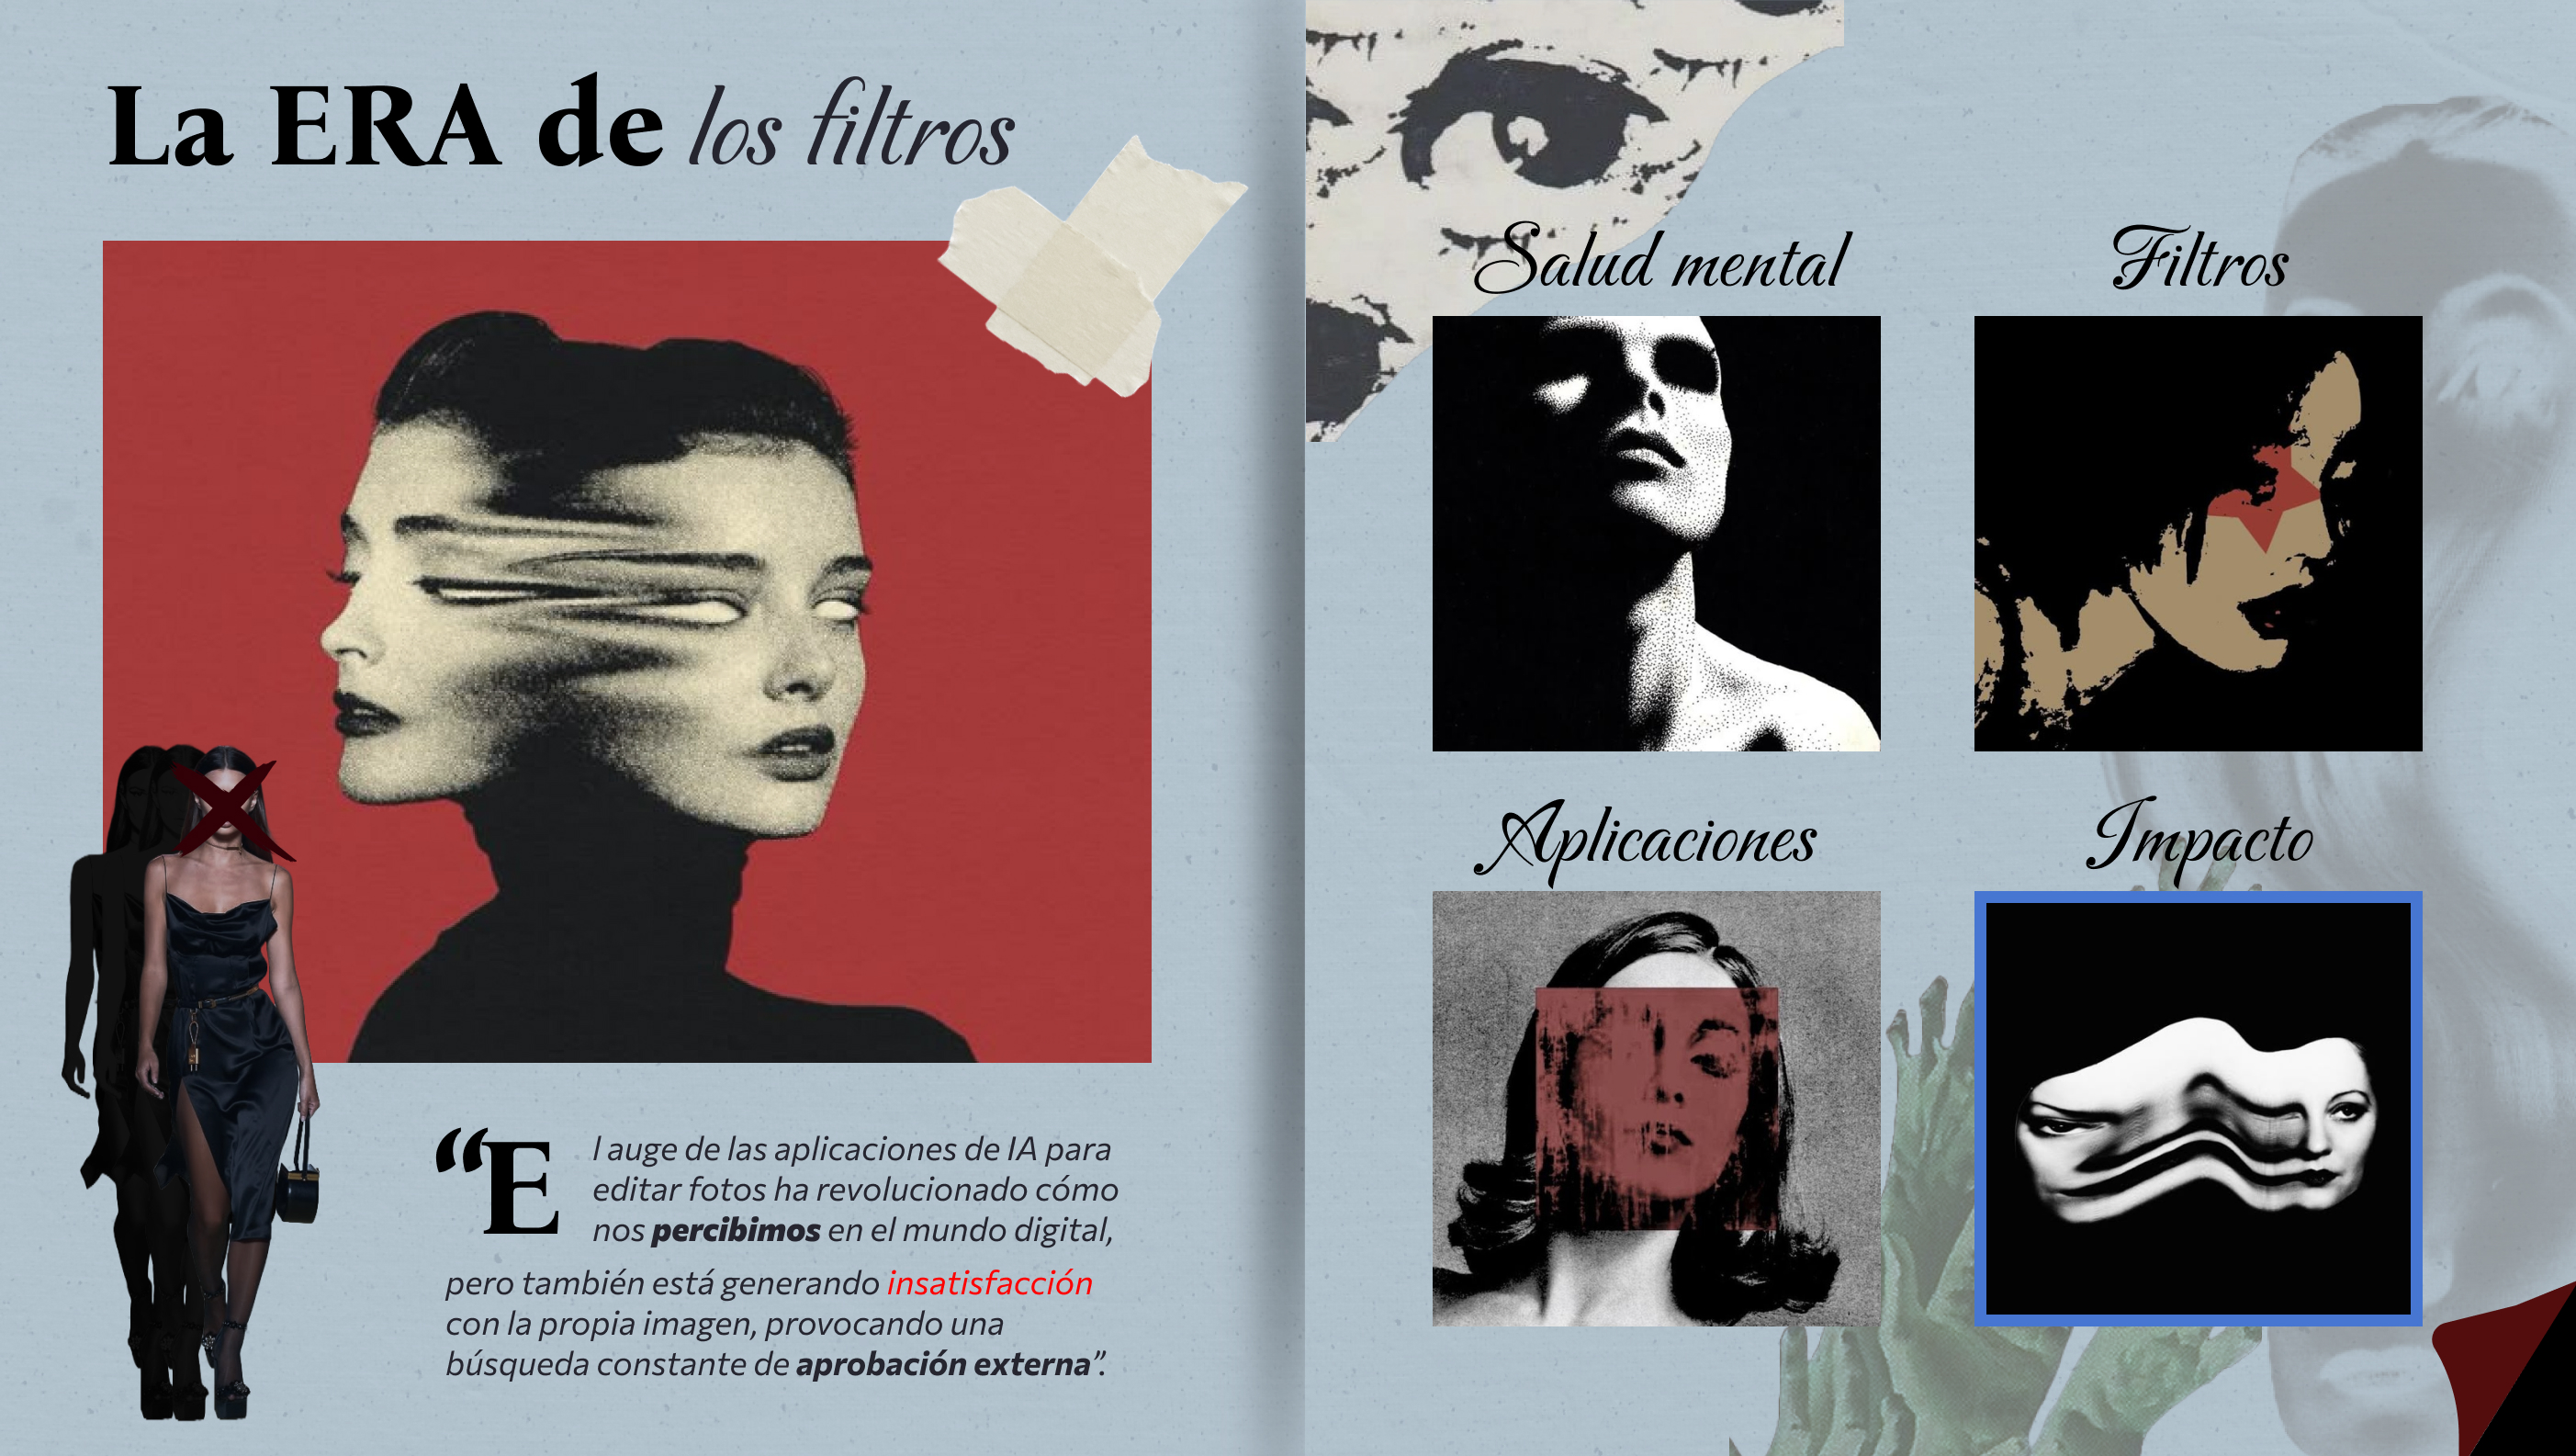 La ERA de los filtros
“El auge de las aplicaciones de IA para
editar fotos ha revolucionado cómo
nos percibimos en el mundo digital,
pero también está generando insatisfacción
con la propia imagen, provocando una
búsqueda constante de aprobación externa”.
Salud mental
Filtros
Aplicaciones
Impacto